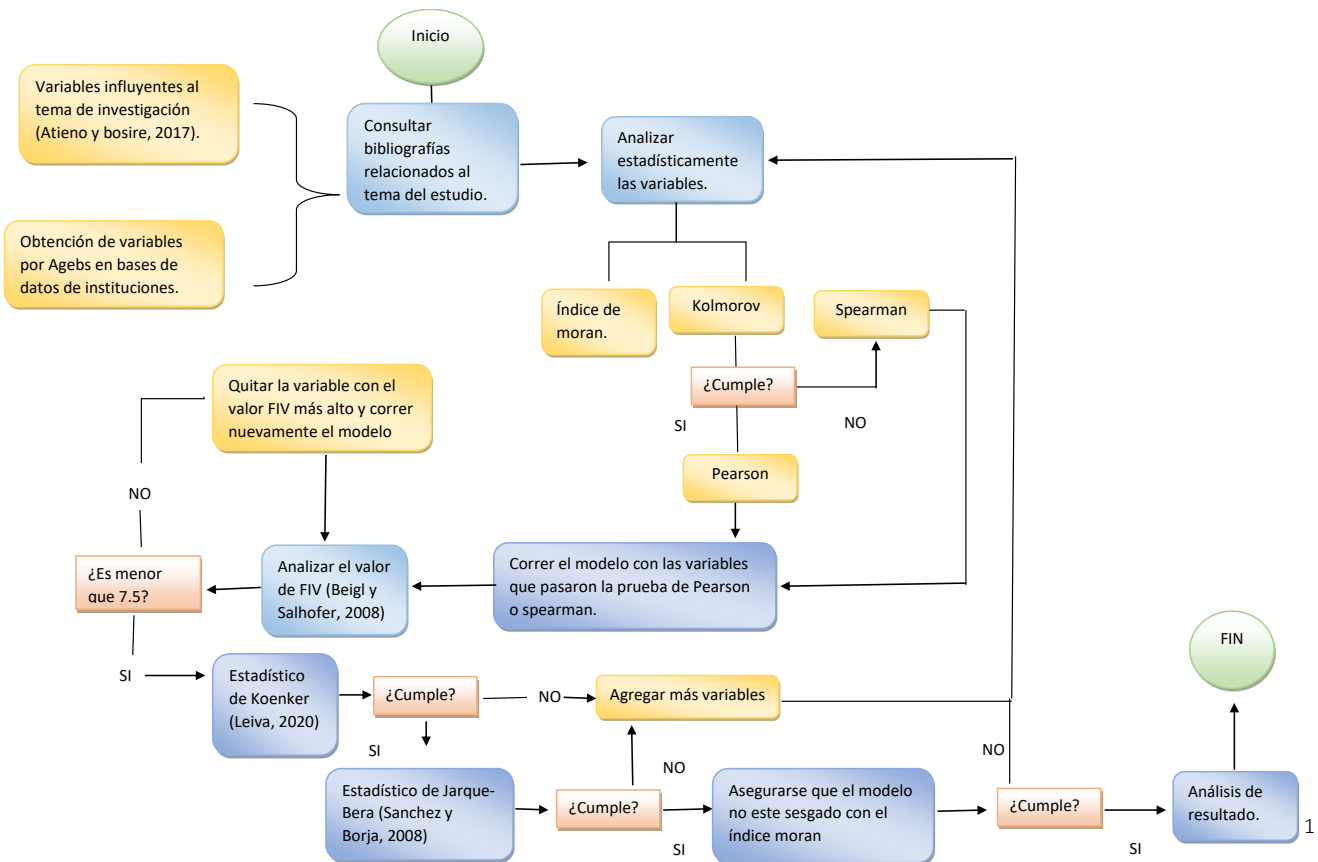 Inicio
Variables influyentes al
tema de investigación
(Atieno y bosire, 2017).
Consultar
bibliografías
relacionados al
tema del estudio.
Analizar
estadísticamente
las variables.
Obtención de variables
por Agebs en bases de
datos de instituciones.
Índice de
moran.
Kolmorov
Spearman
¿Cumple?
SI
NO
Quitar la variable con el
valor FIV más alto y correr
nuevamente el modelo
Pearson
NO
¿Es menor
que 7.5?
Analizar el valor
de FIV (Beigl y
Salhofer, 2008)
Correr el modelo con las variables
que pasaron la prueba de Pearson
o spearman.
SI
Estadístico
de Koenker
(Leiva, 2020)
¿Cumple?
NO
Agregar más variables
FIN
SI
NO
NO
Estadístico de Jarque-
Bera (Sanchez y
Borja, 2008)
¿Cumple?
SI
Asegurarse que el modelo
no este sesgado con el
índice moran
¿Cumple?
SI
Análisis de
resultado.
1